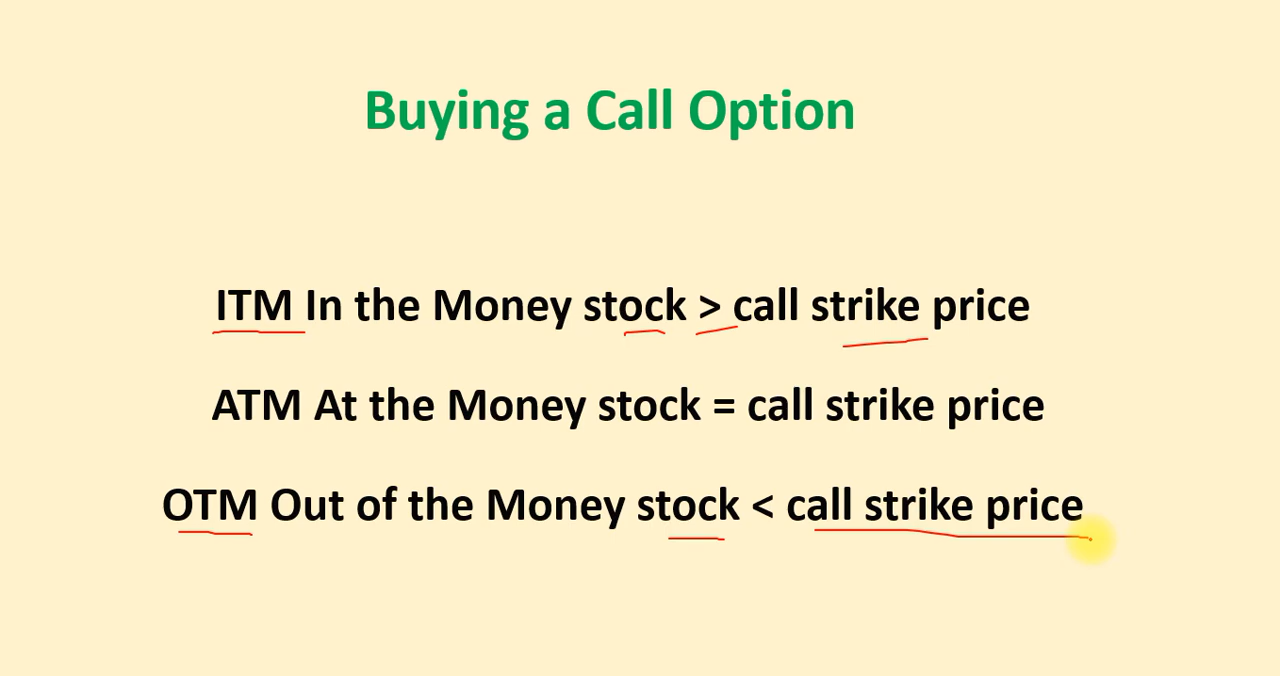 Buying a Call Option
ITM In the Money stock > call strike price
ATM At the Money stock = call strike price
OTM Out of the Money stock < call strike price